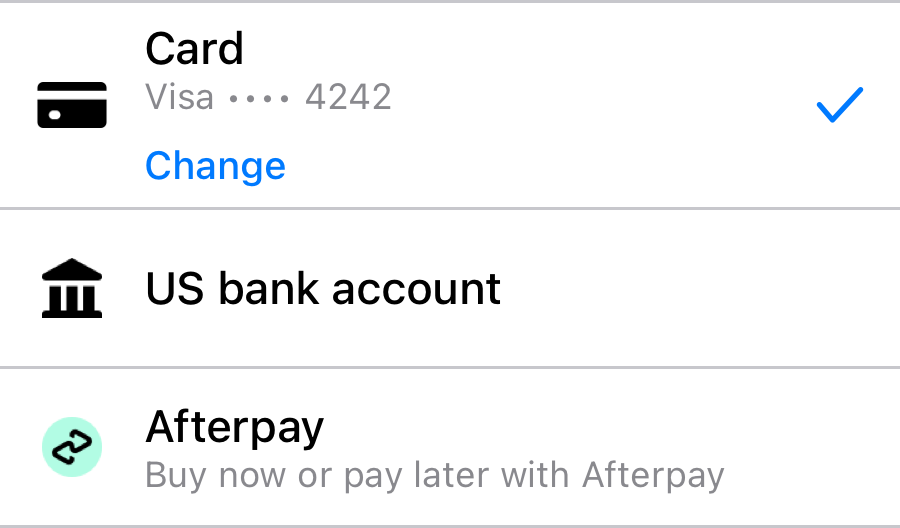 Card
Visa •••• 4242
Change
US bank account
Afterpay
Buy now or pay later with Afterpay